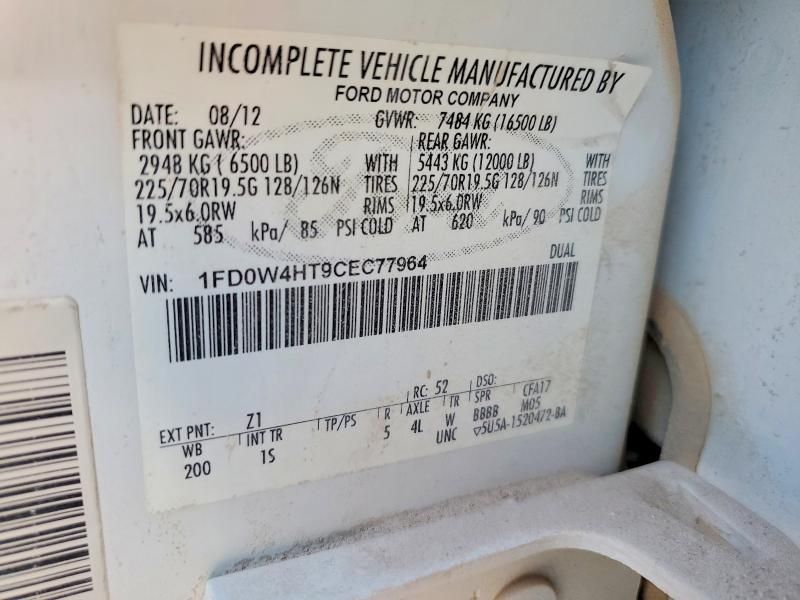 INCOMPLETE VEHICLE MANUFACTURED BY
FORD MOTOR COMPANY
DATE: 08/12 GVWR: 7484 KG (16500 LB)
FRONT GAWR: REAR GAWR:
2948 KG ( 6500 LB) WITH 5443 KG (12000 LB) WITH
225/70R19.5G 128/126N TIRES 225/70R19.5G 128/126N TIRES
19.5x6.0RW RIMS 19.5x6.0RW RIMS
AT 585 kPa/ 85 PSI COLD AT 620 kPa/ 90 PSI COLD
VIN: 1FD0W4HT9CEC77964 DUAL
EXT PNT: Z1 RC: 52 DSO:
WB INT TR TP/PS R AXLE TR SPR CFA17
200 1S 5 4L W BBBB M05
UNC ▽5U5A-1520472-BA